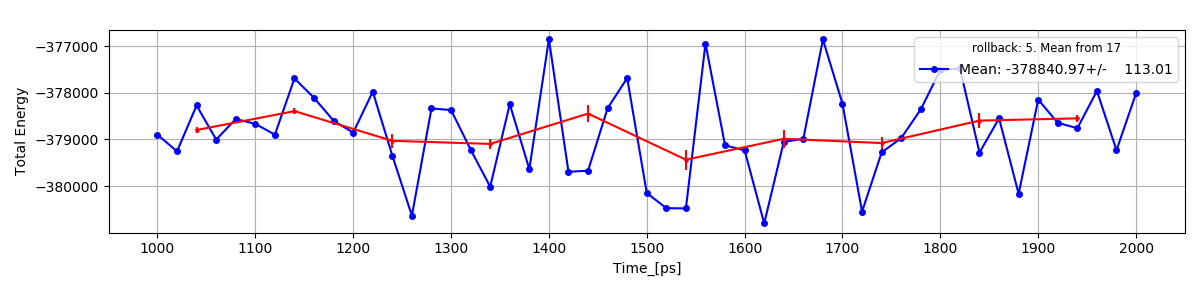 rollback: 5. Mean from 17
Mean: -378840.97+/-    113.01
Total Energy
−377000
−378000
−379000
−380000
1000 1100 1200 1300 1400 1500 1600 1700 1800 1900 2000
Time_[ps]